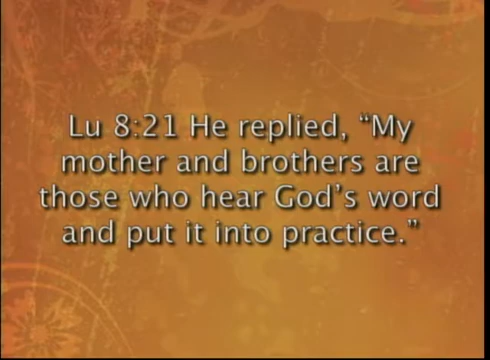 Lu 8:21 He replied, “My
mother and brothers are
those who hear God’s word
and put it into practice.”